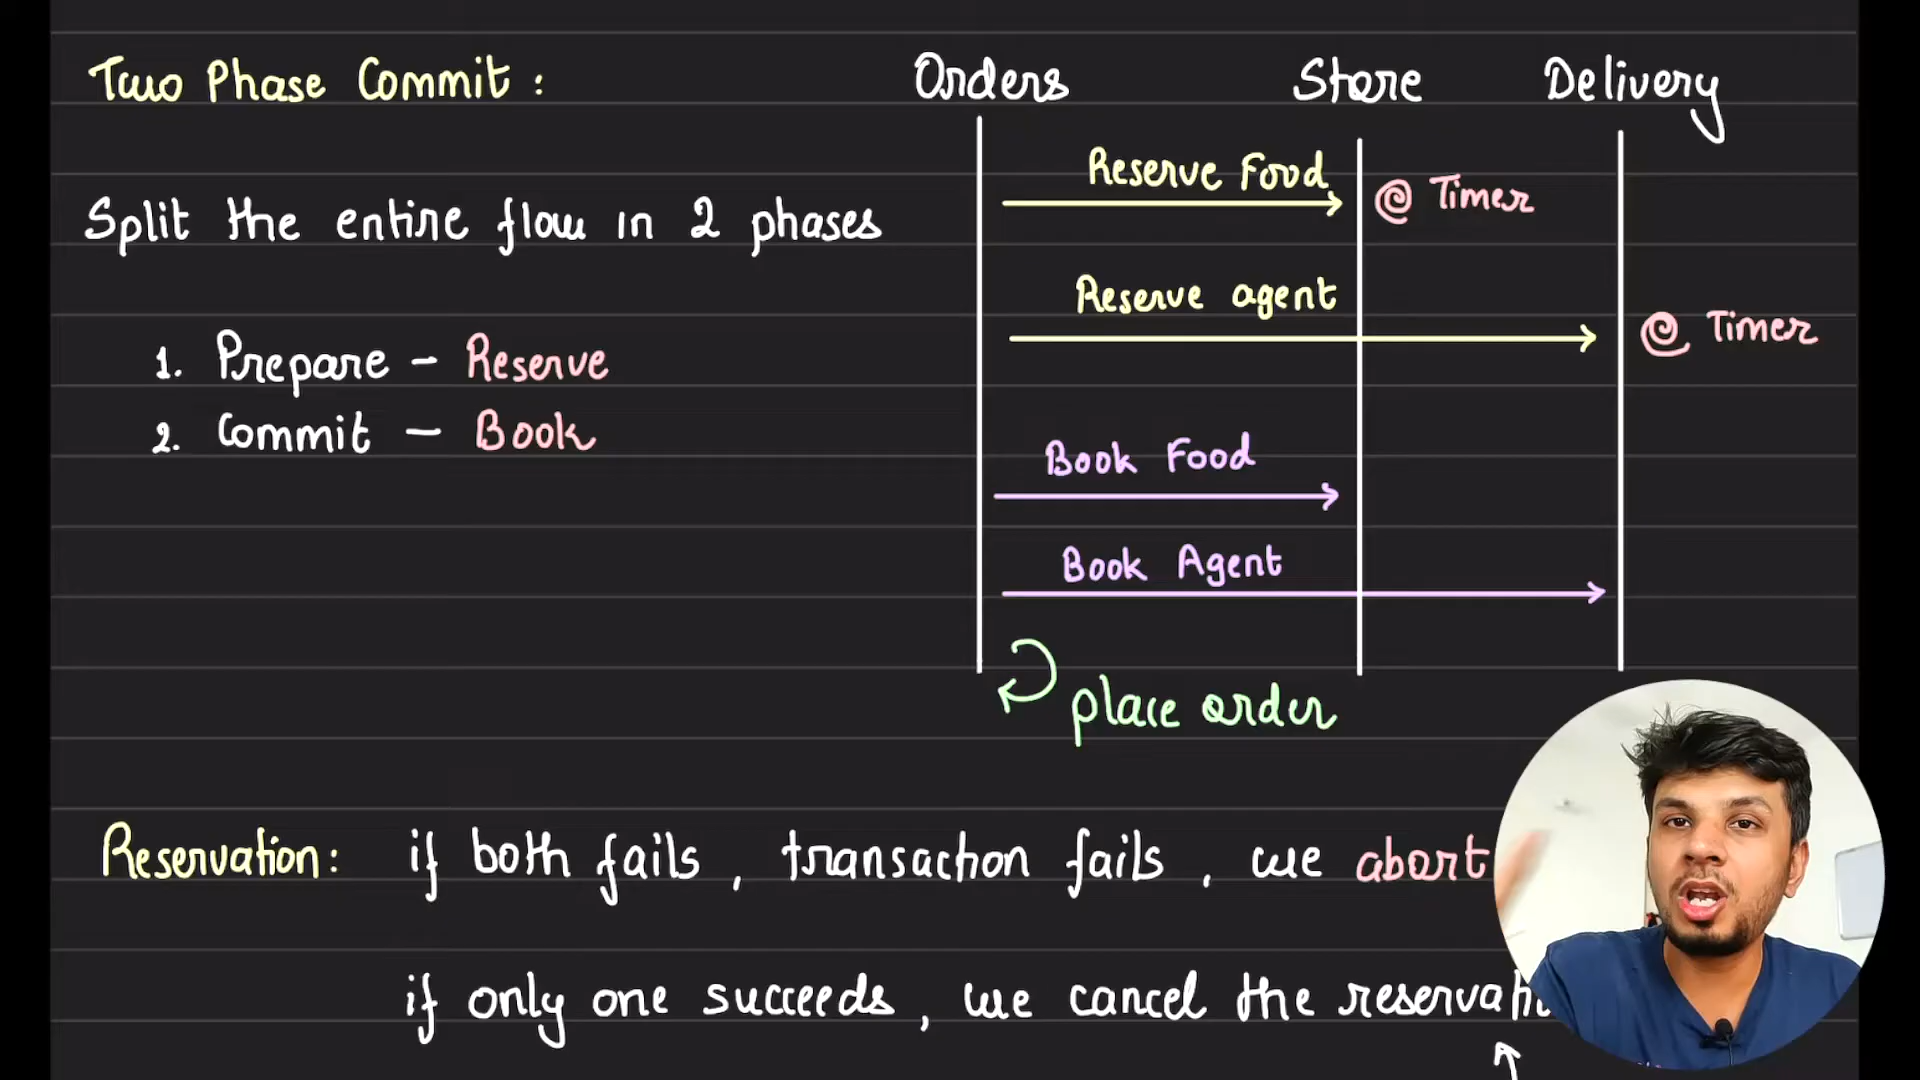 Two Phase Commit :
Orders
Store
Delivery
Split the entire flow in 2 phases
1. Prepare - Reserve
2. Commit - Book
Reserve Food
@ Timer
Reserve agent
@ Timer
Book Food
Book Agent
place order
Reservation: if both fails, transaction fails, we abort
if only one succeeds, we cancel the